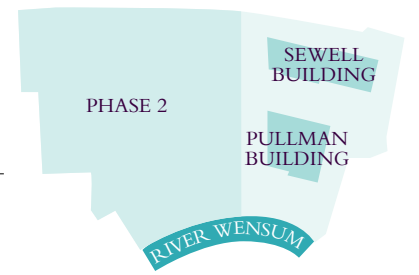 SEWELL
BUILDING
PHASE 2
PULLMAN
BUILDING
RIVER WENSUM